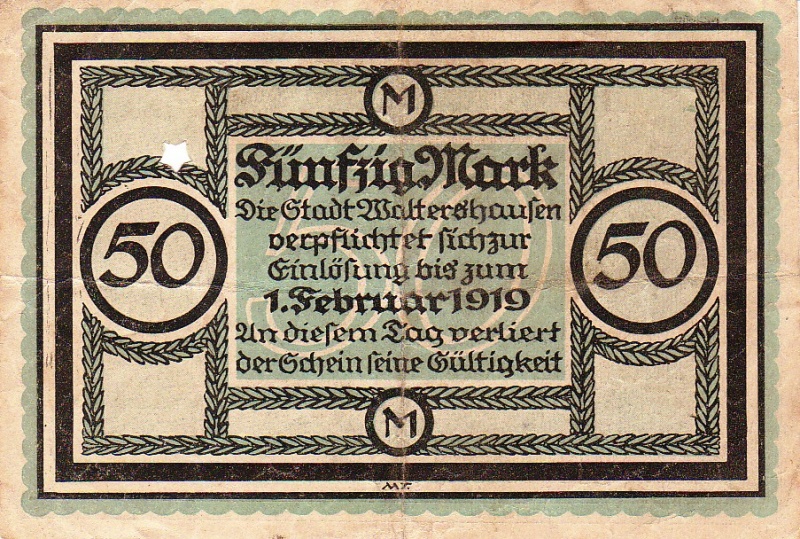 M
Fünfzig Mark
Die Stadt Waltershausen
verpflichtet sich zur
50
50
Einlösung bis zum
1. Februar 1919
An diesem Tag verliert
der Schein seine Gültigkeit
M
MT.